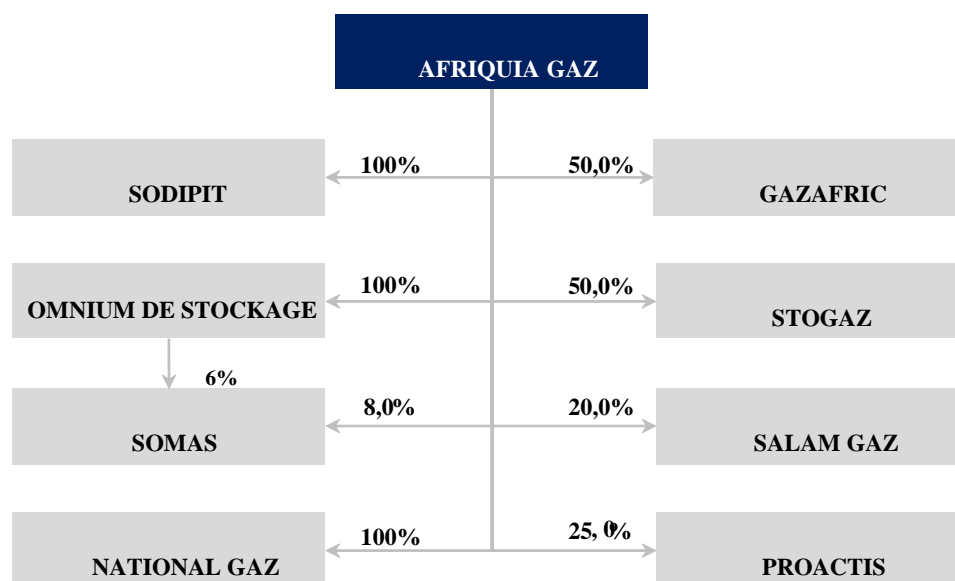 AFRIQUIA GAZ
100%
50,0%
SODIPIT
GAZAFRIC
100%
50,0%
OMNIUM DE STOCKAGE
STOGAZ
6%
8,0%
20,0%
SOMAS
SALAM GAZ
100%
25,0%
NATIONAL GAZ
PROACTIS